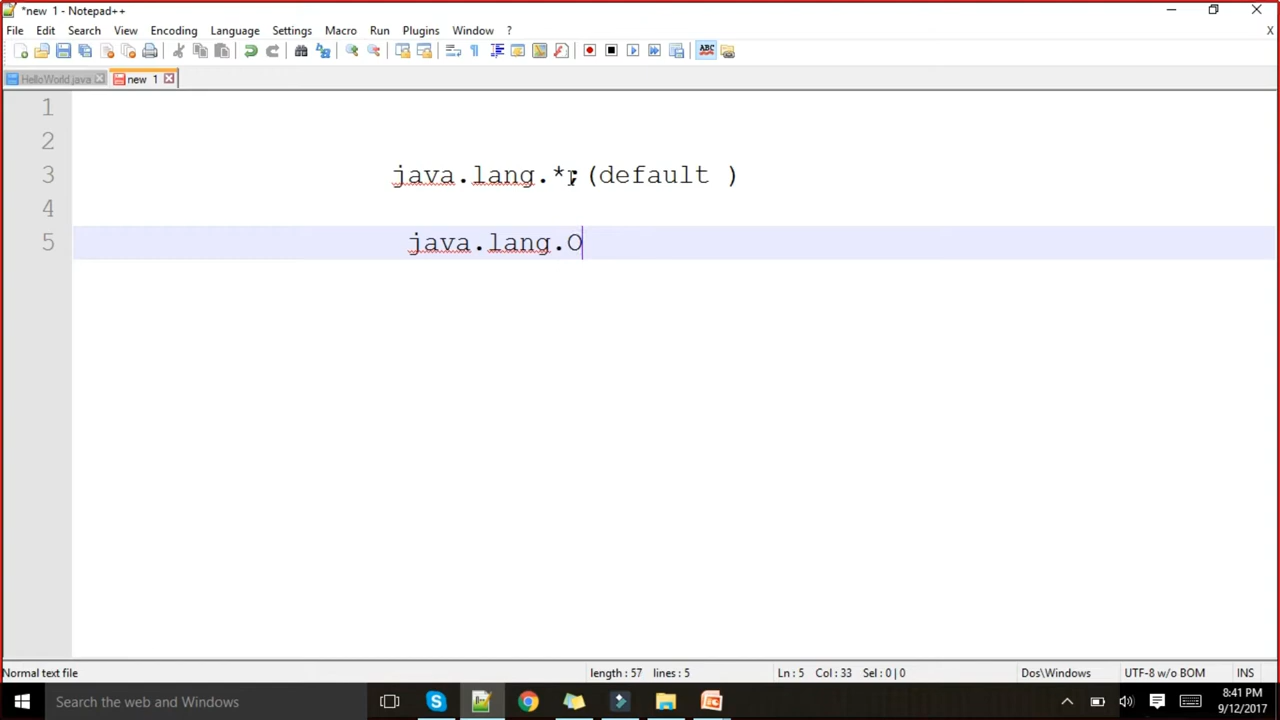 *new 1 - Notepad++
File Edit Search View Encoding Language Settings Macro Run Plugins Window ? X
ABC
HelloWorld.java new 1
1
2
3 java.lang.*;(default )
4
5 java.lang.O
Normal text file length : 57 lines : 5 Ln : 5 Col : 33 Sel : 0 | 0 Dos\Windows UTF-8 w/o BOM INS
Search the web and Windows 8:41 PM
9/12/2017